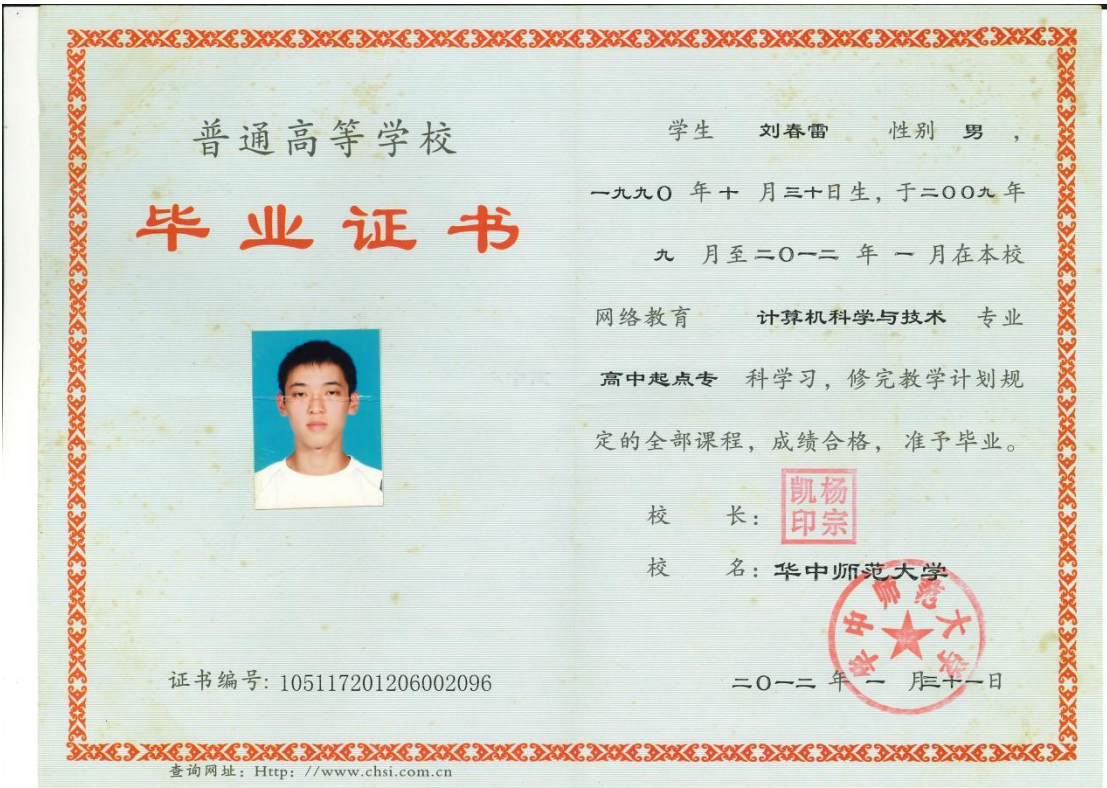 普通高等学校
毕业证书
证书编号: 105117201206002096
查询网址: Http: //www.chsi.com.cn
学生 刘春雷 性别 男 ,
一九九〇 年 十 月三十日生, 于二〇〇九 年
九 月至 二〇一二 年 一 月在本校
网络教育 计算机科学与技术 专业
高中起点专 科学习, 修完教学计划规
定的全部课程, 成绩合格, 准予毕业。
校 长:
凯杨
印宗
校 名: 华中师范大学
华中师范大学
二〇一二 年 一 月三十一日